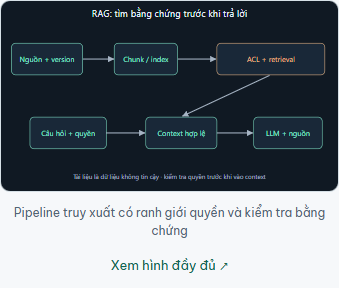 RAG: tìm bằng chứng trước khi trả lời
Nguồn + version
Chunk / index
ACL + retrieval
Câu hỏi + quyền
Context hợp lệ
LLM + nguồn
Tài liệu là dữ liệu không tin cậy · kiểm tra quyền trước khi vào context
Pipeline truy xuất có ranh giới quyền và kiểm tra bằng
chứng
Xem hình đầy đủ ↗